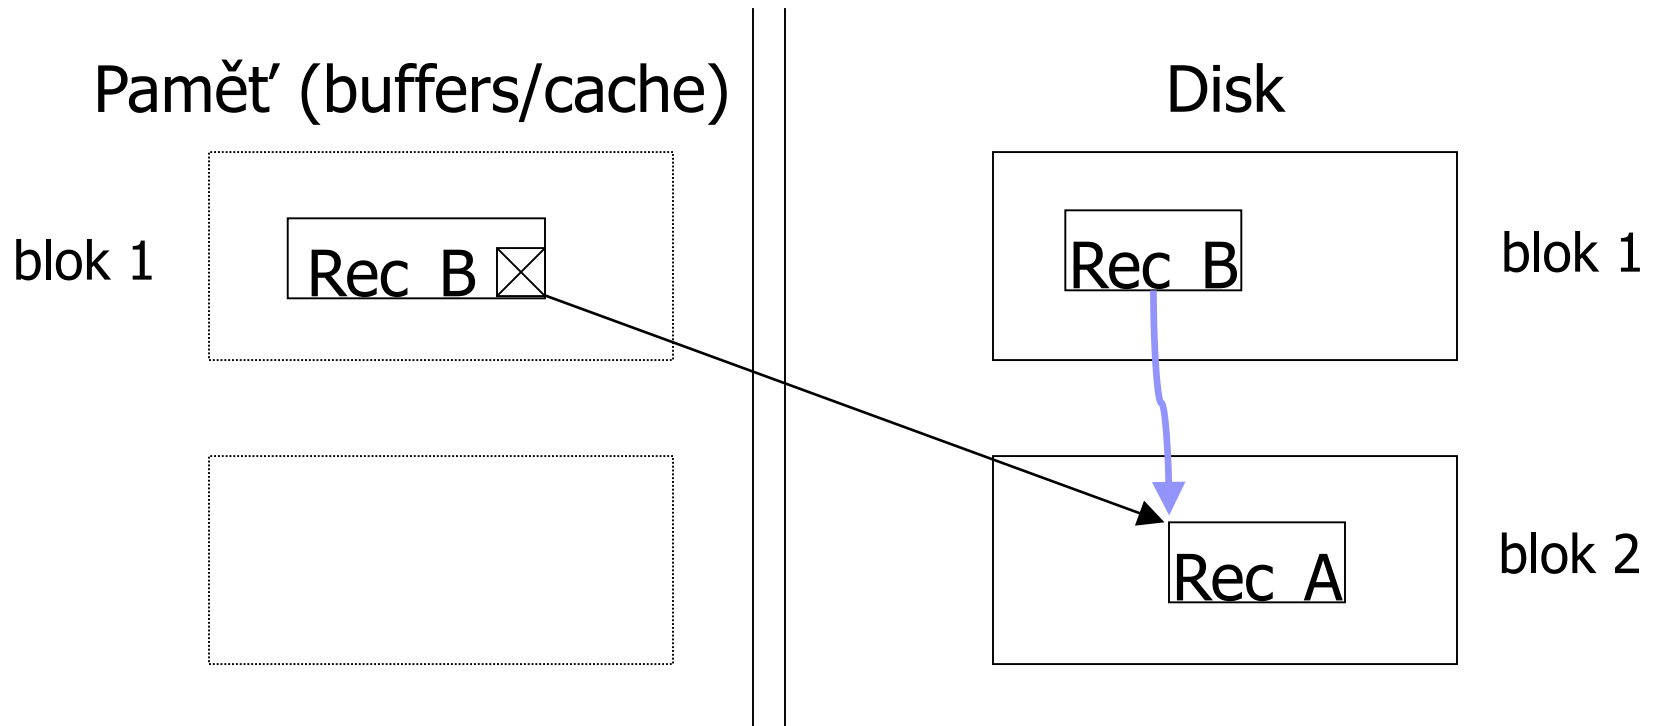 Paměť (buffers/cache)
Disk
blok 1
Rec B
Rec B
blok 1
Rec A
blok 2